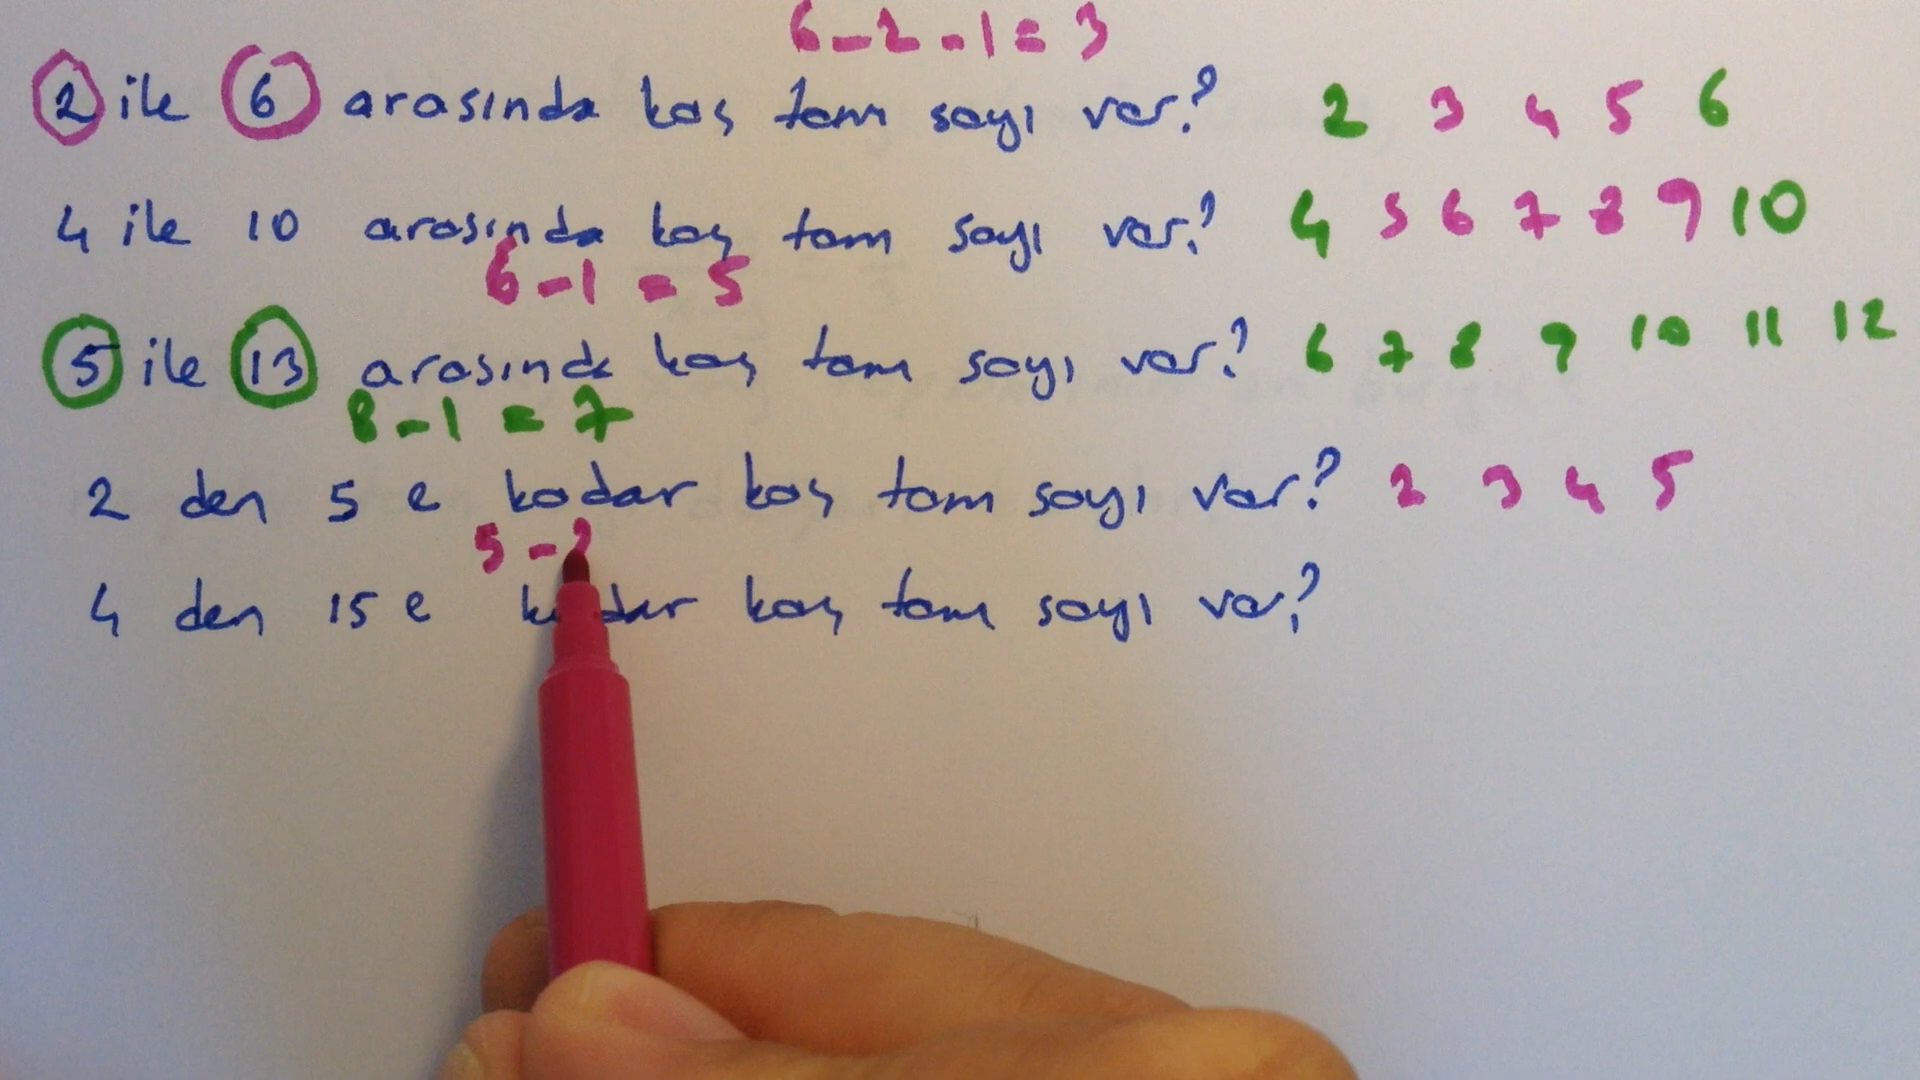 6-2-1=3
2 ile 6 arasında kaç tam sayı var? 2 3 4 5 6
4 ile 10 arasında kaç tam sayı var? 4 5 6 7 8 9 10
6-1=5
5 ile 13 arasında kaç tam sayı var? 6 7 8 9 10 11 12
8-1=7
2 den 5 e kadar kaç tam sayı var? 2 3 4 5
5-2
4 den 15 e kadar kaç tam sayı var?